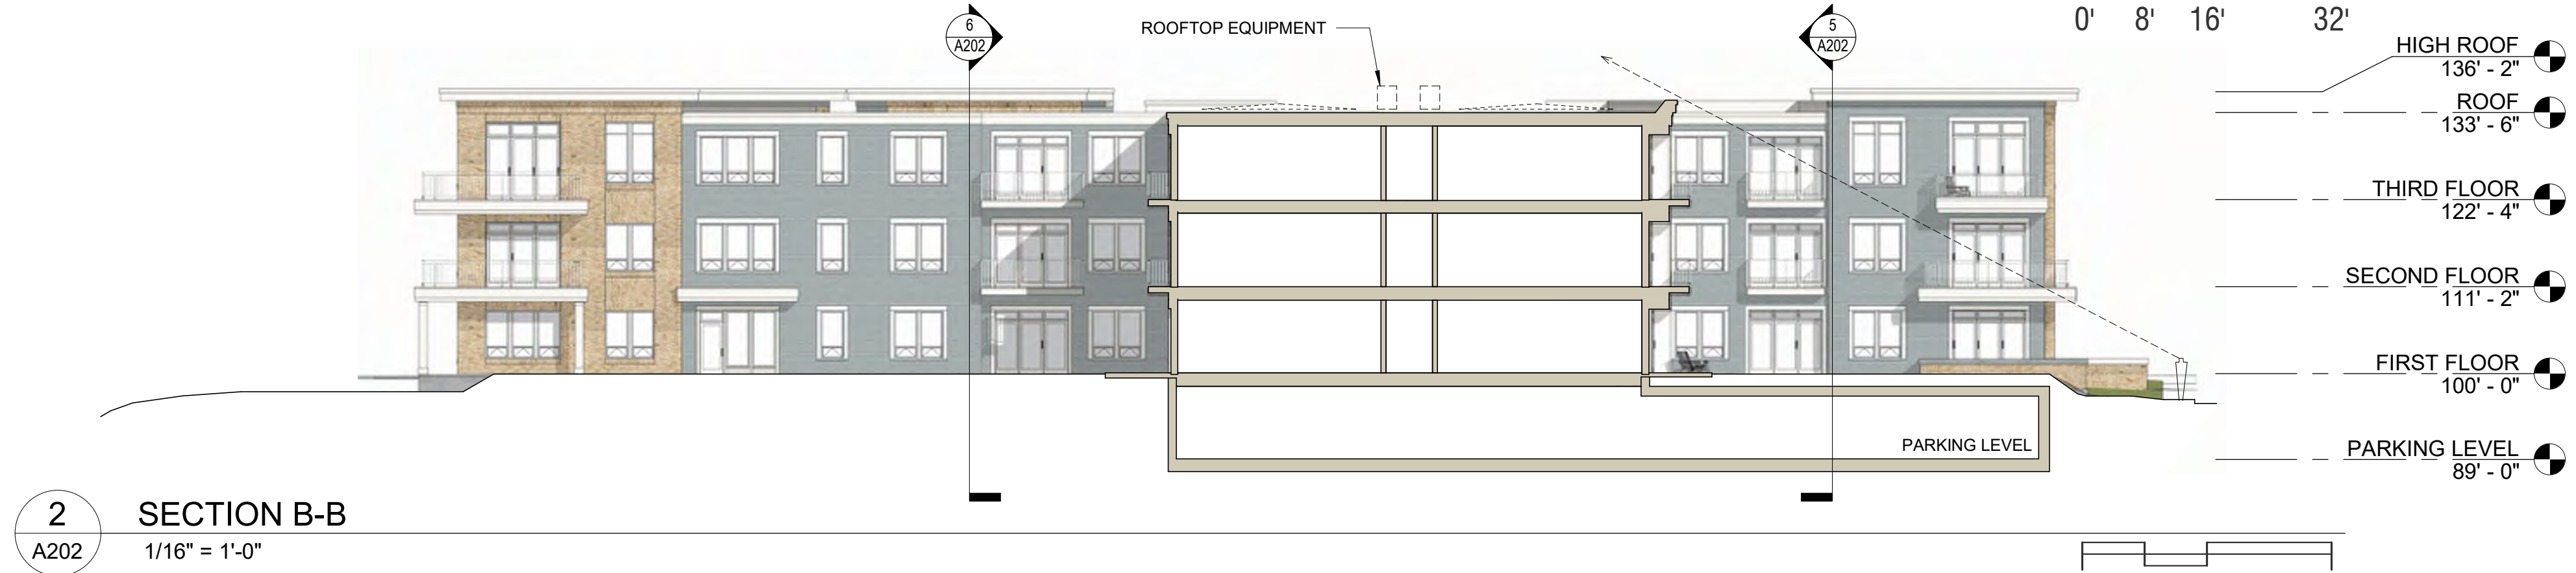 6
A202
ROOFTOP EQUIPMENT
5
A202
0' 8' 16' 32'
HIGH ROOF
136' - 2"
ROOF
133' - 6"
THIRD FLOOR
122' - 4"
SECOND FLOOR
111' - 2"
FIRST FLOOR
100' - 0"
PARKING LEVEL
PARKING LEVEL
89' - 0"
2
A202
SECTION B-B
1/16" = 1'-0"